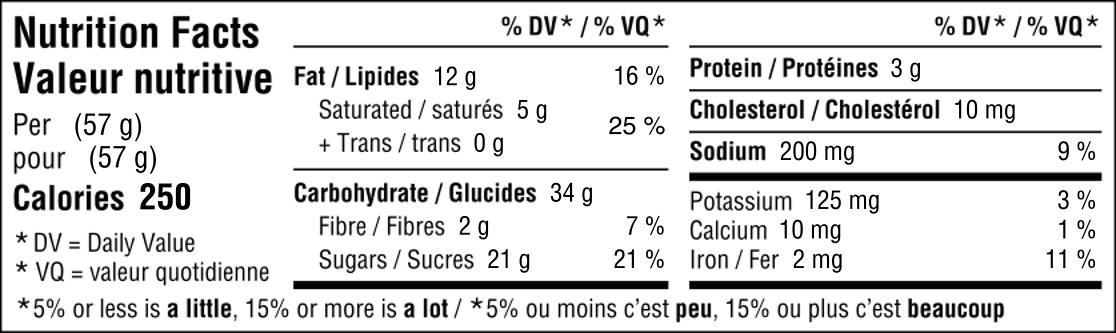 Nutrition Facts
Valeur nutritive
Per (57 g)
pour (57 g)
Calories 250
* DV = Daily Value
* VQ = valeur quotidienne
% DV* / % VQ*
Fat / Lipides 12 g 16 %
Saturated / saturés 5 g
+ Trans / trans 0 g
25 %
Carbohydrate / Glucides 34 g
Fibre / Fibres 2 g 7 %
Sugars / Sucres 21 g 21 %
% DV* / % VQ*
Protein / Protéines 3 g
Cholesterol / Cholestérol 10 mg
Sodium 200 mg 9 %
Potassium 125 mg 3 %
Calcium 10 mg 1 %
Iron / Fer 2 mg 11 %
*5% or less is a little, 15% or more is a lot / *5% ou moins c'est peu, 15% ou plus c'est beaucoup